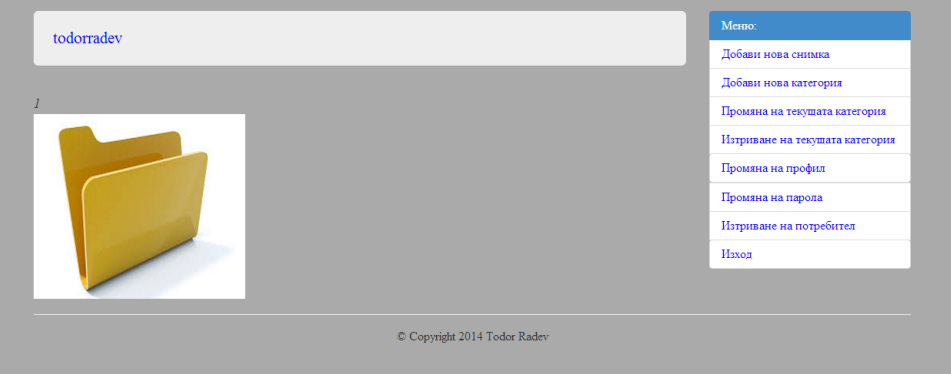 todorradev
1
Меню:
Добави нова снимка
Добави нова категория
Промяна на текущата категория
Изтриване на текущата категория
Промяна на профил
Промяна на парола
Изтриване на потребител
Изход
© Copyright 2014 Todor Radev